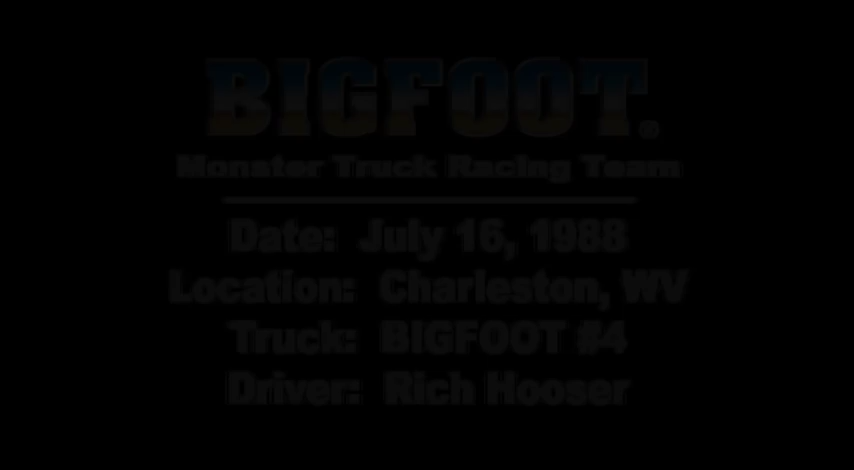 BIGFOOT®
Monster Truck Racing Team
Date: July 16, 1988
Location: Charleston, WV
Truck: BIGFOOT #4
Driver: Rich Hooser